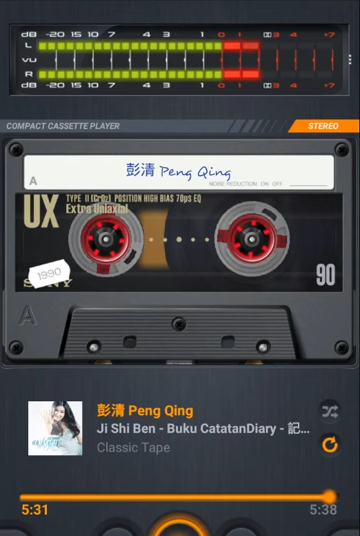 dB -20 15 10 7 4 3 1 0 1 3 4 +7
L
VU
R
dB -20 15 10 7 4 3 1 0 1 3 4 +7
COMPACT CASSETTE PLAYER
STEREO
彭清 Peng Qing
A
NOISE REDUCTION ON OFF
UX
TYPE II (CrO2) POSITION HIGH BIAS 70µs EQ
Extra Uniaxial
1990
SONY
90
A
彭清 Peng Qing
Ji Shi Ben - Buku CatatanDiary - 記...
Classic Tape
5:31
5:38